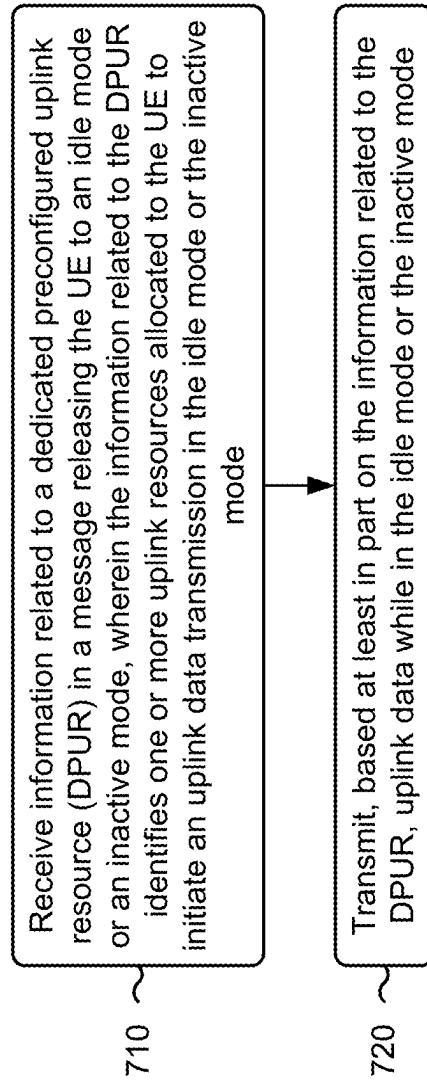 Receive information related to a dedicated preconfigured uplink
resource (DPUR) in a message releasing the UE to an idle mode
or an inactive mode, wherein the information related to the DPUR
identifies one or more uplink resources allocated to the UE to
initiate an uplink data transmission in the idle mode or the inactive
mode
710
Transmit, based at least in part on the information related to the
DPUR, uplink data while in the idle mode or the inactive mode
720